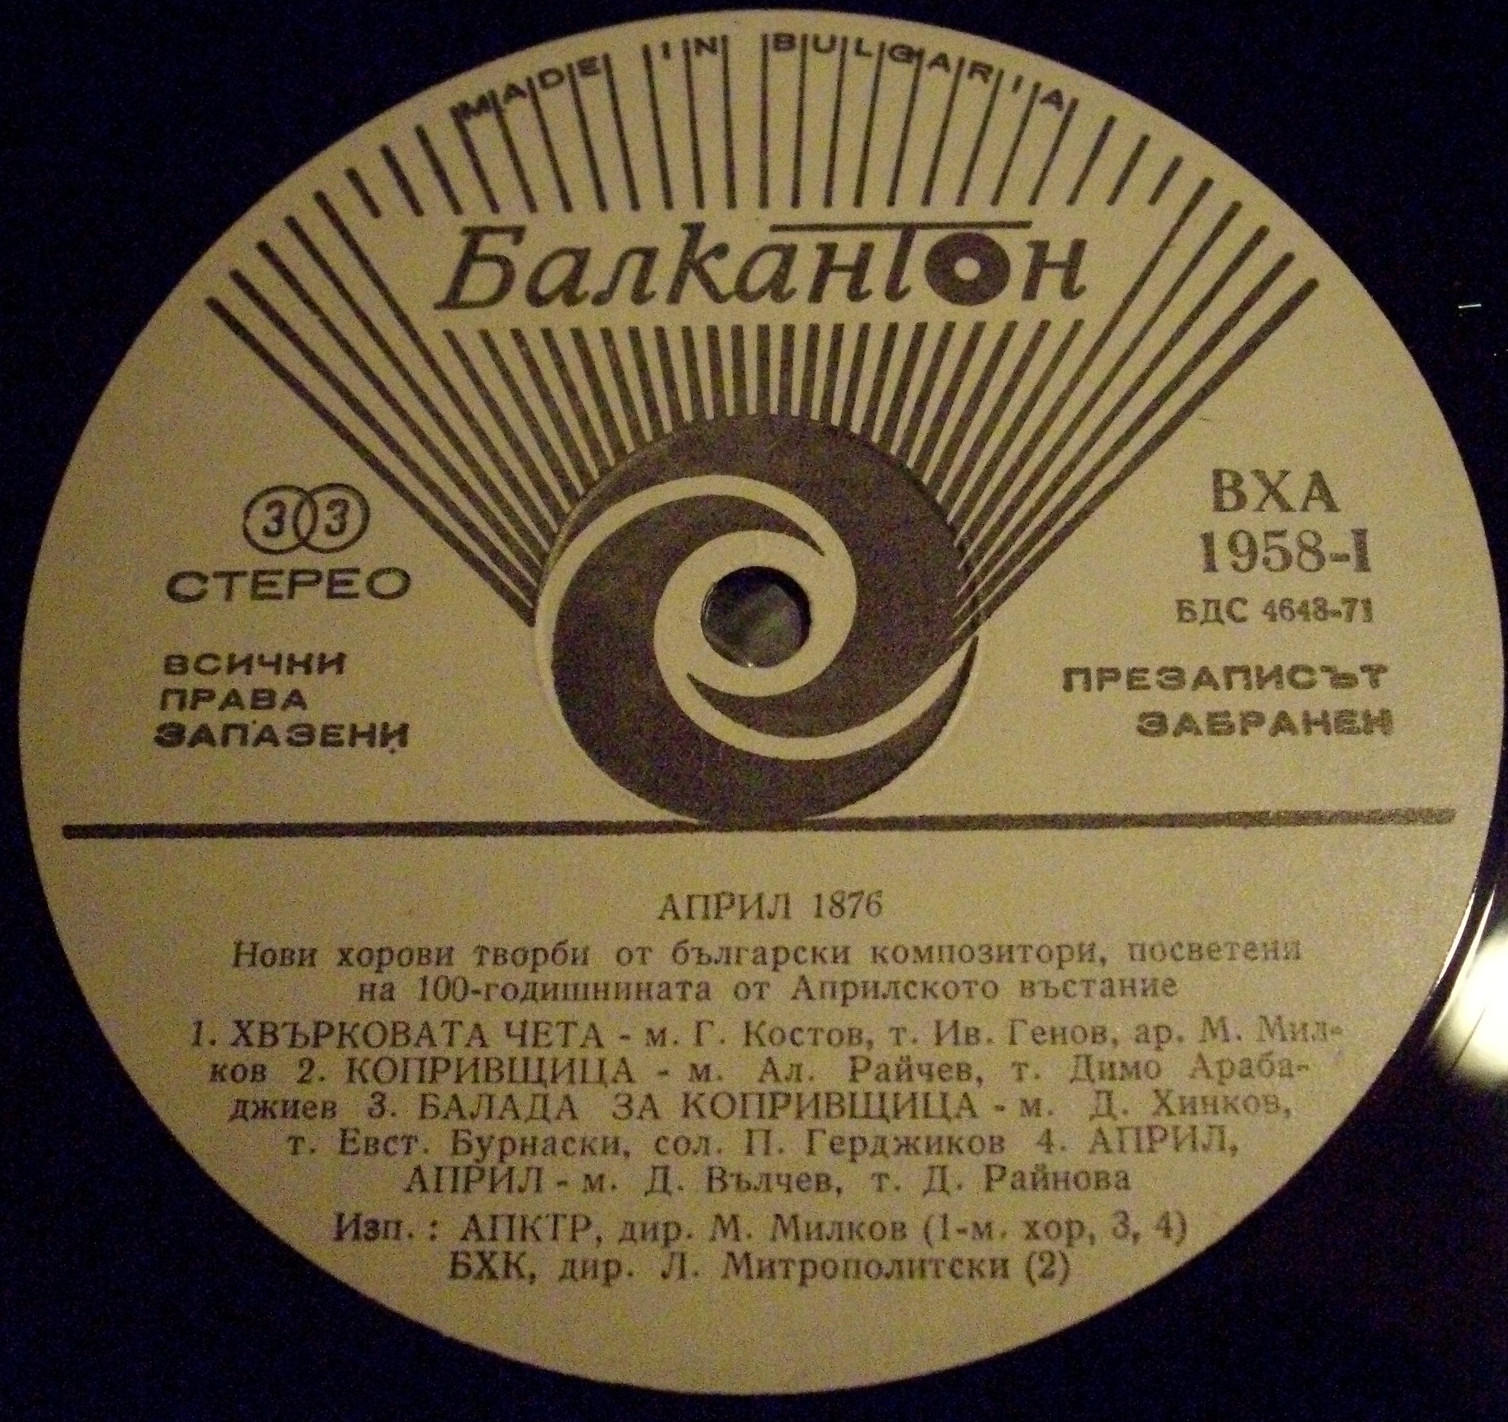 MADE IN BULGARIA
Балкантон
33
СТЕРЕО
ВСИЧНИ
ПРАВА
ЗАПАЗЕНИ
ВХА
1958-I
БДС 4643-71
ПРЕЗАПИСЪТ
ЗАБРАНЕН
АПРИЛ 1876
Нови хорови творби от български композитори, посветени
на 100-годишнината от Априлското въстание
1. ХВЪРКОВАТА ЧЕТА - м. Г. Костов, т. Ив. Генов, ар. М. Мил-
ков 2. КОПРИВЩИЦА - м. Ал. Райчев, т. Димо Араба-
джиев 3. БАЛАДА ЗА КОПРИВЩИЦА - м. Д. Хинков,
т. Евст. Бурнаски, сол. П. Герджиков 4. АПРИЛ,
АПРИЛ - м. Д. Вълчев, т. Д. Райнова
Изп. : АПКТР, дир. М. Милков (1-м. хор, 3, 4)
БХК, дир. Л. Митрополитски (2)